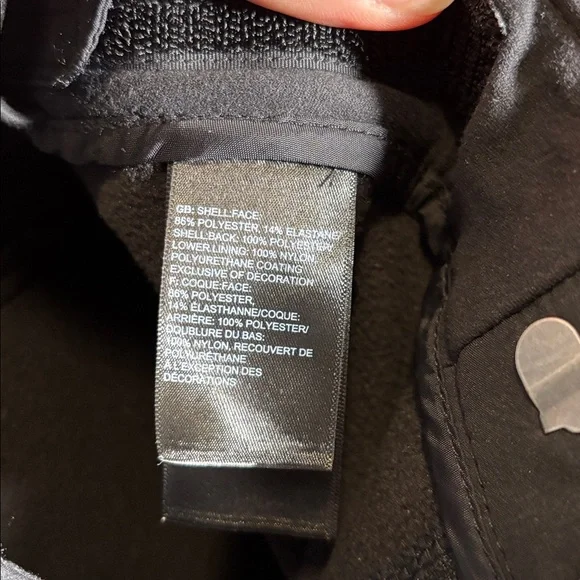 GB: SHELL:FACE:
86% POLYESTER, 14% ELASTANE/
SHELL:BACK: 100% POLYESTER/
LOWER LINING: 100% NYLON,
POLYURETHANE COATING
EXCLUSIVE OF DECORATION
F: COQUE:FACE:
86% POLYESTER,
14% ÉLASTHANNE/COQUE:
ARRIÈRE: 100% POLYESTER/
DOUBLURE DU BAS:
100% NYLON, RECOUVERT DE
POLYURÉTHANE
À L'EXCEPTION DES
DÉCORATIONS